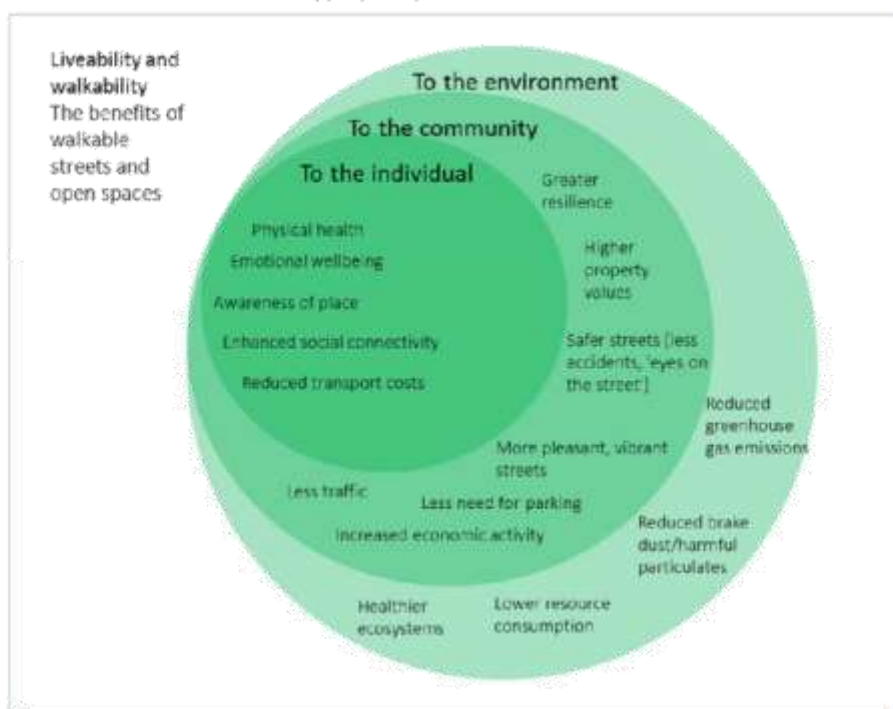 Liveability and
walkability
The benefits of
walkable
streets and
open spaces
To the environment
To the community
To the individual
Greater
resilience
Physical health
Emotional wellbeing
Higher
property
values
Awareness of place
Enhanced social connectivity
Safer streets [less
accidents, 'eyes on
the street']
Reduced transport costs
Reduced
greenhouse
gas emissions
More pleasant, vibrant
streets
Less traffic
Less need for parking
Increased economic activity
Reduced brake
dust/harmful
particulates
Healthier
ecosystems
Lower resource
consumption